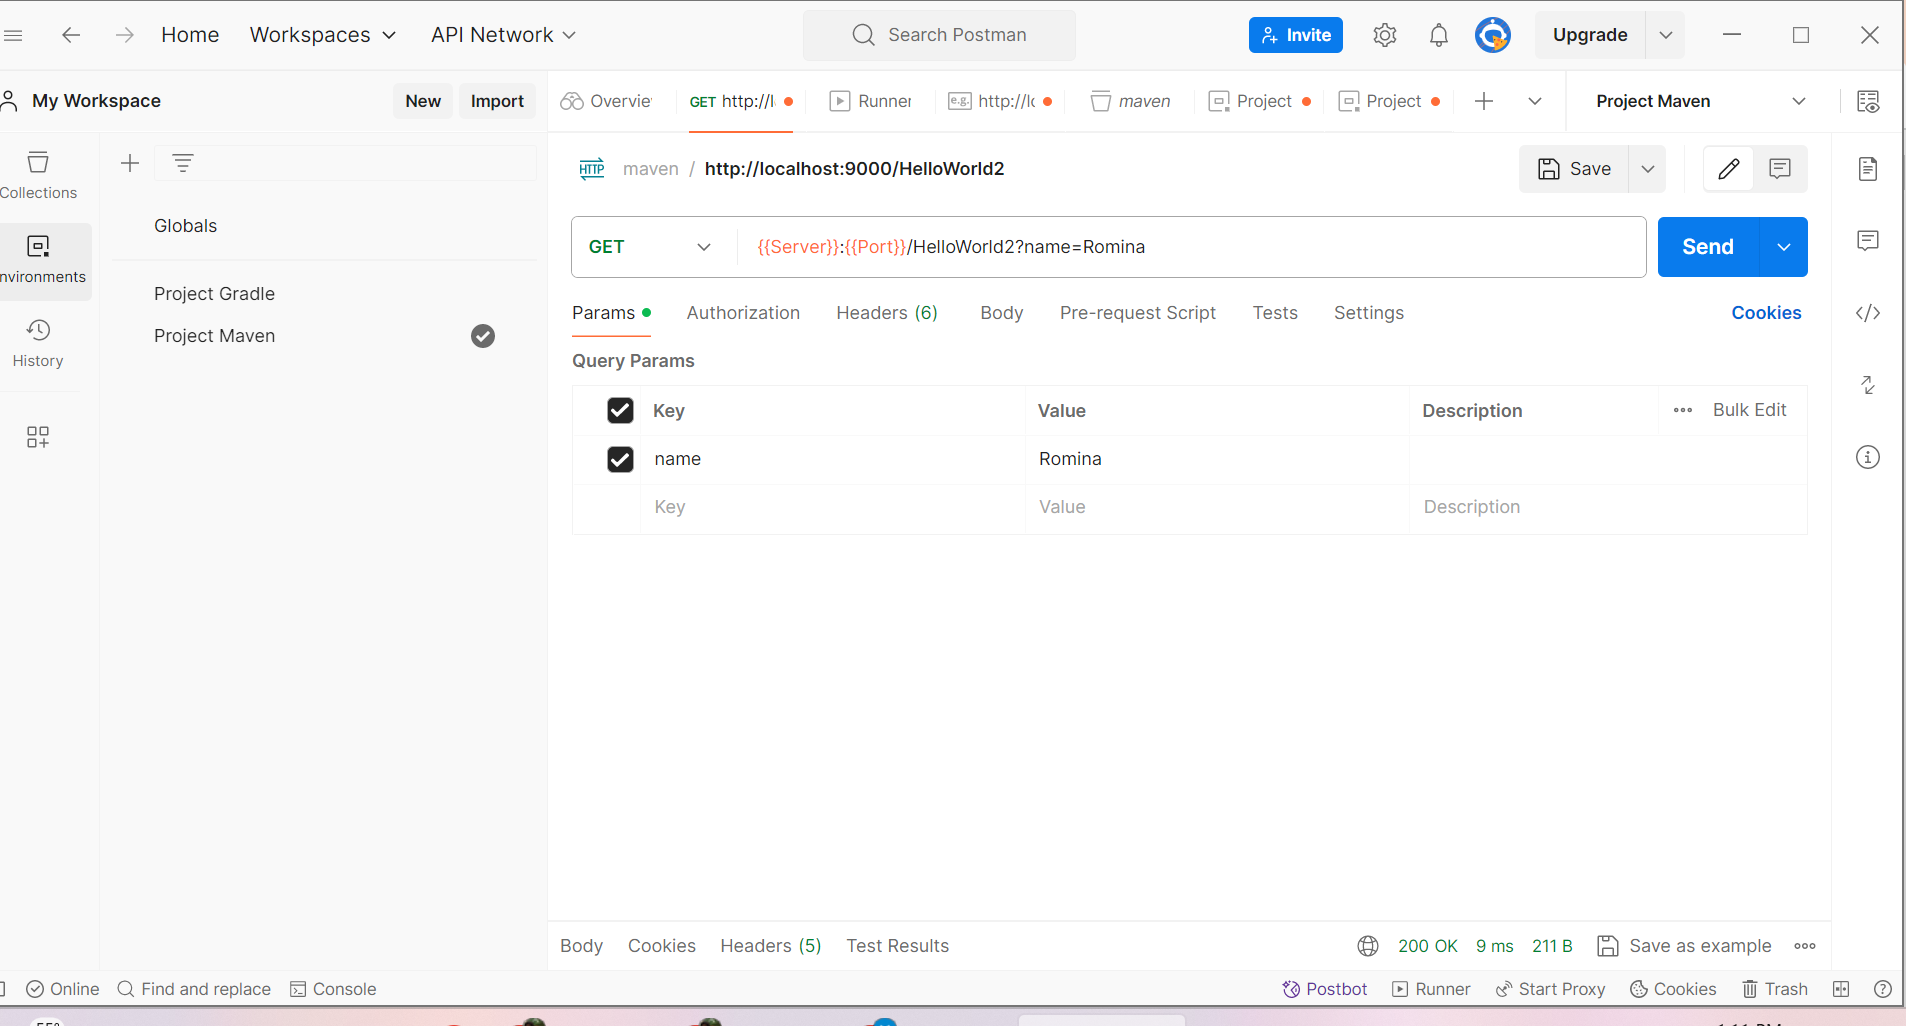 Home Workspaces API Network Search Postman Invite Upgrade
My Workspace New Import Overvie GET http://l Runner e.g. http://lo maven Project Project Project Maven
Collections
HTTP maven / http://localhost:9000/HelloWorld2 Save
Globals
GET {{Server}}:{{Port}}/HelloWorld2?name=Romina Send
nvironments
Project Gradle
Params Authorization Headers (6) Body Pre-request Script Tests Settings Cookies
Project Maven
History
Query Params
Key Value Description Bulk Edit
name Romina
Key Value Description
Body Cookies Headers (5) Test Results 200 OK 9 ms 211 B Save as example
Online Find and replace Console Postbot Runner Start Proxy Cookies Trash